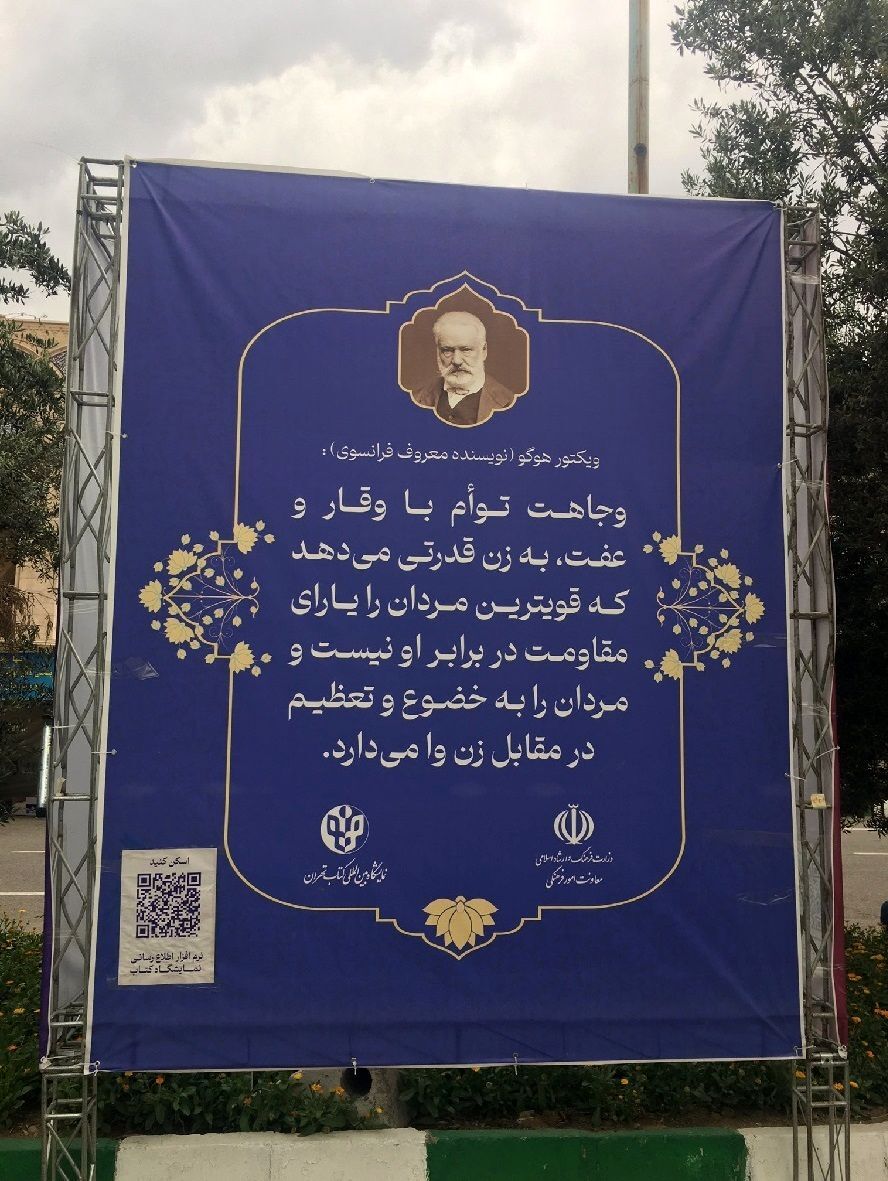 ویکتور هوگو (نویسنده معروف فرانسوی):
وجاهت توأم با وقار و
عفت، به زن قدرتی می‌دهد
که قویترین مردان را یارای
مقاومت در برابر او نیست و
مردان را به خضوع و تعظیم
در مقابل زن وا می‌دارد.
وزارت فرهنگ و ارشاد اسلامی
معاونت امور فرهنگی
نمایشگاه بین‌المللی کتاب تهران
اسکن کنید
نرم افزار اطلاع رسانی
نمایشگاه کتاب